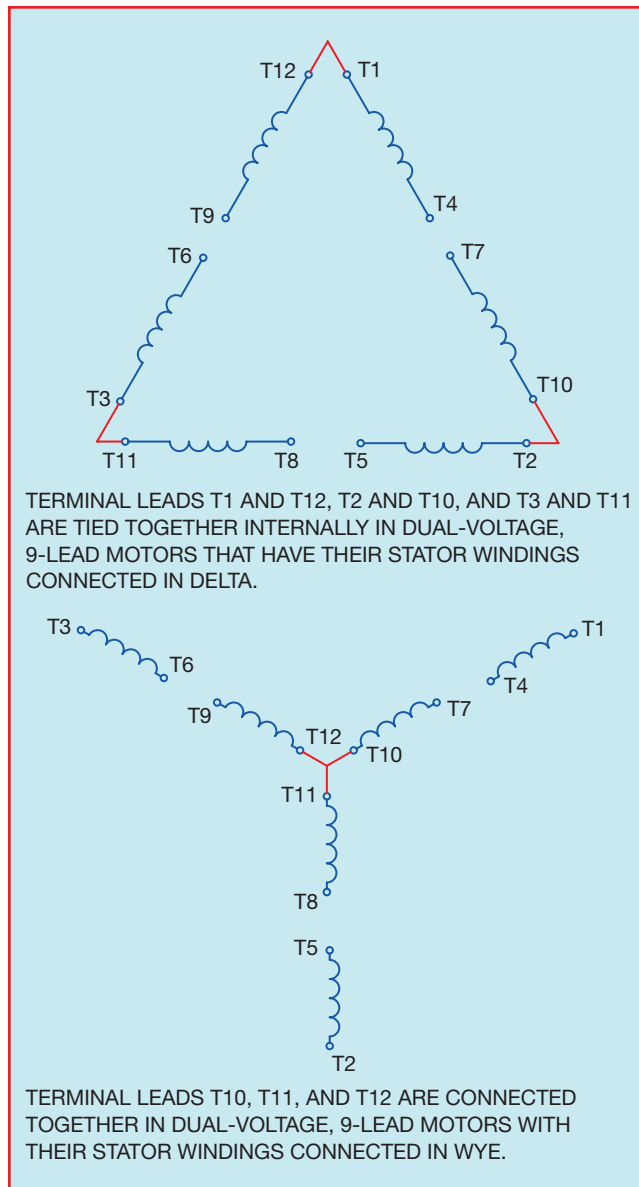 T12 T1
T9 T4
T6 T7
T3 T10
T11 T8 T5 T2
TERMINAL LEADS T1 AND T12, T2 AND T10, AND T3 AND T11
ARE TIED TOGETHER INTERNALLY IN DUAL-VOLTAGE,
9-LEAD MOTORS THAT HAVE THEIR STATOR WINDINGS
CONNECTED IN DELTA.
T3 T1
T6 T4
T9 T12 T7
T10
T11
T8
T5
T2
TERMINAL LEADS T10, T11, AND T12 ARE CONNECTED
TOGETHER IN DUAL-VOLTAGE, 9-LEAD MOTORS WITH
THEIR STATOR WINDINGS CONNECTED IN WYE.